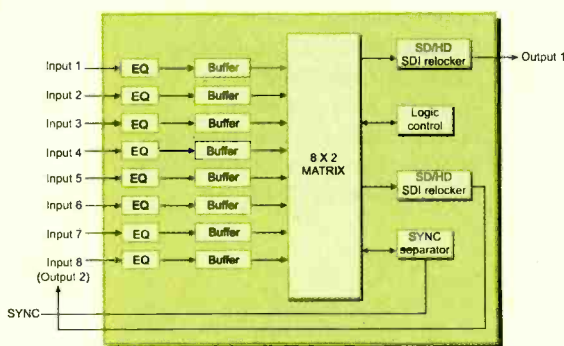 Input 1
EQ
Buffer
Input 2
EQ
Buffer
Input 3
EQ
Buffer
Input 4
EQ
Buffer
Input 5
EQ
Buffer
Input 6
EQ
Buffer
Input 7
EQ
Buffer
Input 8
(Output 2)
EQ
Buffer
SYNC
8 X 2
MATRIX
SD/HD
SDI relocker
Output 1
Logic
control
SD/HD
SDI relocker
SYNC
separator